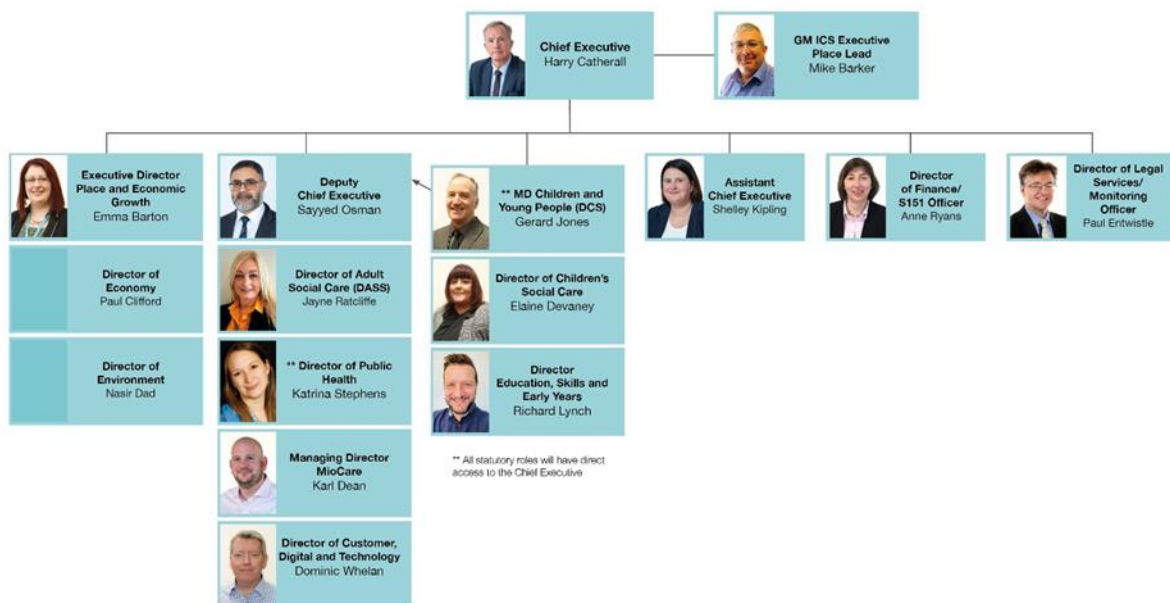 Chief Executive
Harry Catherall
GM ICS Executive
Place Lead
Mike Barker
Executive Director
Place and Economic
Growth
Emma Barton
Director of
Economy
Paul Clifford
Director of
Environment
Nasir Dad
Deputy
Chief Executive
Sayyed Osman
Director of Adult
Social Care (DASS)
Jayne Ratcliffe
** Director of Public
Health
Katrina Stephens
Managing Director
MioCare
Karl Dean
Director of Customer,
Digital and Technology
Dominic Whelan
** MD Children and
Young People (DCS)
Gerard Jones
Director of Children's
Social Care
Elaine Devaney
Director
Education, Skills and
Early Years
Richard Lynch
** All statutory roles will have direct
access to the Chief Executive
Assistant
Chief Executive
Shelley Kipling
Director
of Finance/
S151 Officer
Anne Ryans
Director of Legal
Services/
Monitoring
Officer
Paul Entwistle